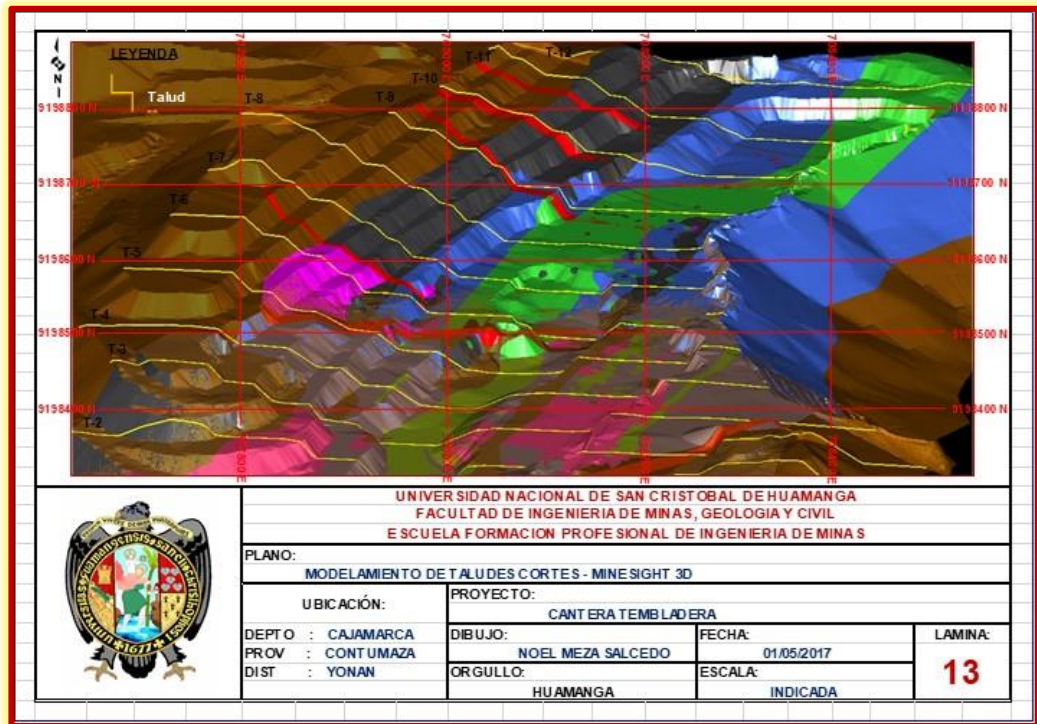 LEYENDA
Talud
N
T-12
T-11
T-10
T-9
T-8
T-7
T-6
T-5
T-4
T-3
T-2
9198800 N
9198700 N
9198600 N
9198500 N
9198400 N
1677
UNIVERSIDAD NACIONAL DE SAN CRISTOBAL DE HUAMANGA
FACULTAD DE INGENIERIA DE MINAS, GEOLOGIA Y CIVIL
ESCUELA FORMACION PROFESIONAL DE INGENIERIA DE MINAS
PLANO:
MODELAMIENTO DE TALUDES CORTES - MINESIGHT 3D
UBICACIÓN:
DEPTO : CAJAMARCA
PROV : CONTUMAZA
DIST : YONAN
PROYECTO:
CANTERA TEMBLADERA
DIBUJO:
NOEL MEZA SALCEDO
FECHA:
01/05/2017
ORGULLO:
HUAMANGA
ESCALA:
INDICADA
LAMINA:
13